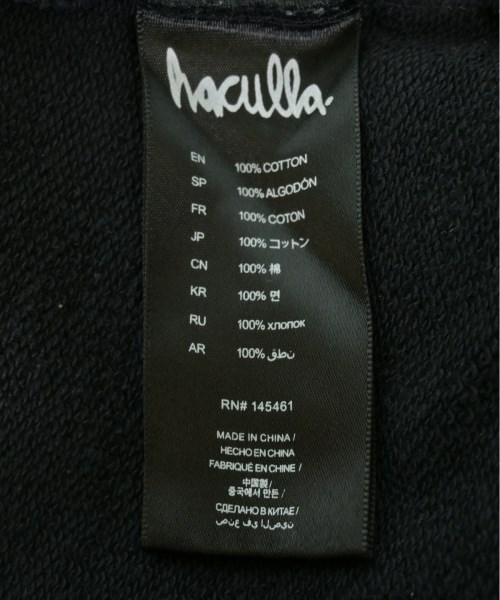 haculla
EN 100% COTTON
SP 100% ALGODÓN
FR 100% COTON
JP 100% コットン
CN 100% 棉
KR 100% 면
RU 100% хлопок
AR 100% قطن
RN# 145461
MADE IN CHINA /
HECHO EN CHINA /
FABRIQUÉ EN CHINE /
中国製 /
중국에서 만든 /
СДЕЛАНО В КИТАЕ /
صنع في الصين